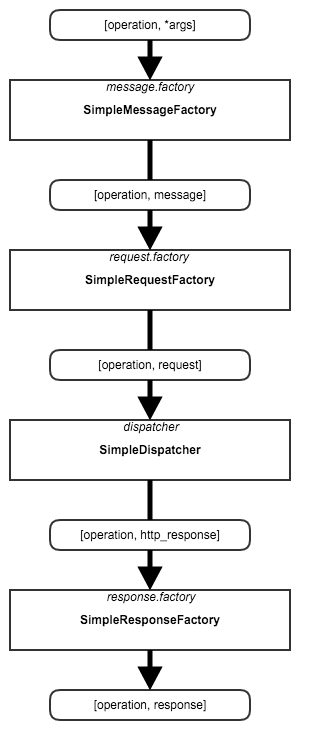 [operation, *args]
message.factory
SimpleMessageFactory
[operation, message]
request.factory
SimpleRequestFactory
[operation, request]
dispatcher
SimpleDispatcher
[operation, http_response]
response.factory
SimpleResponseFactory
[operation, response]